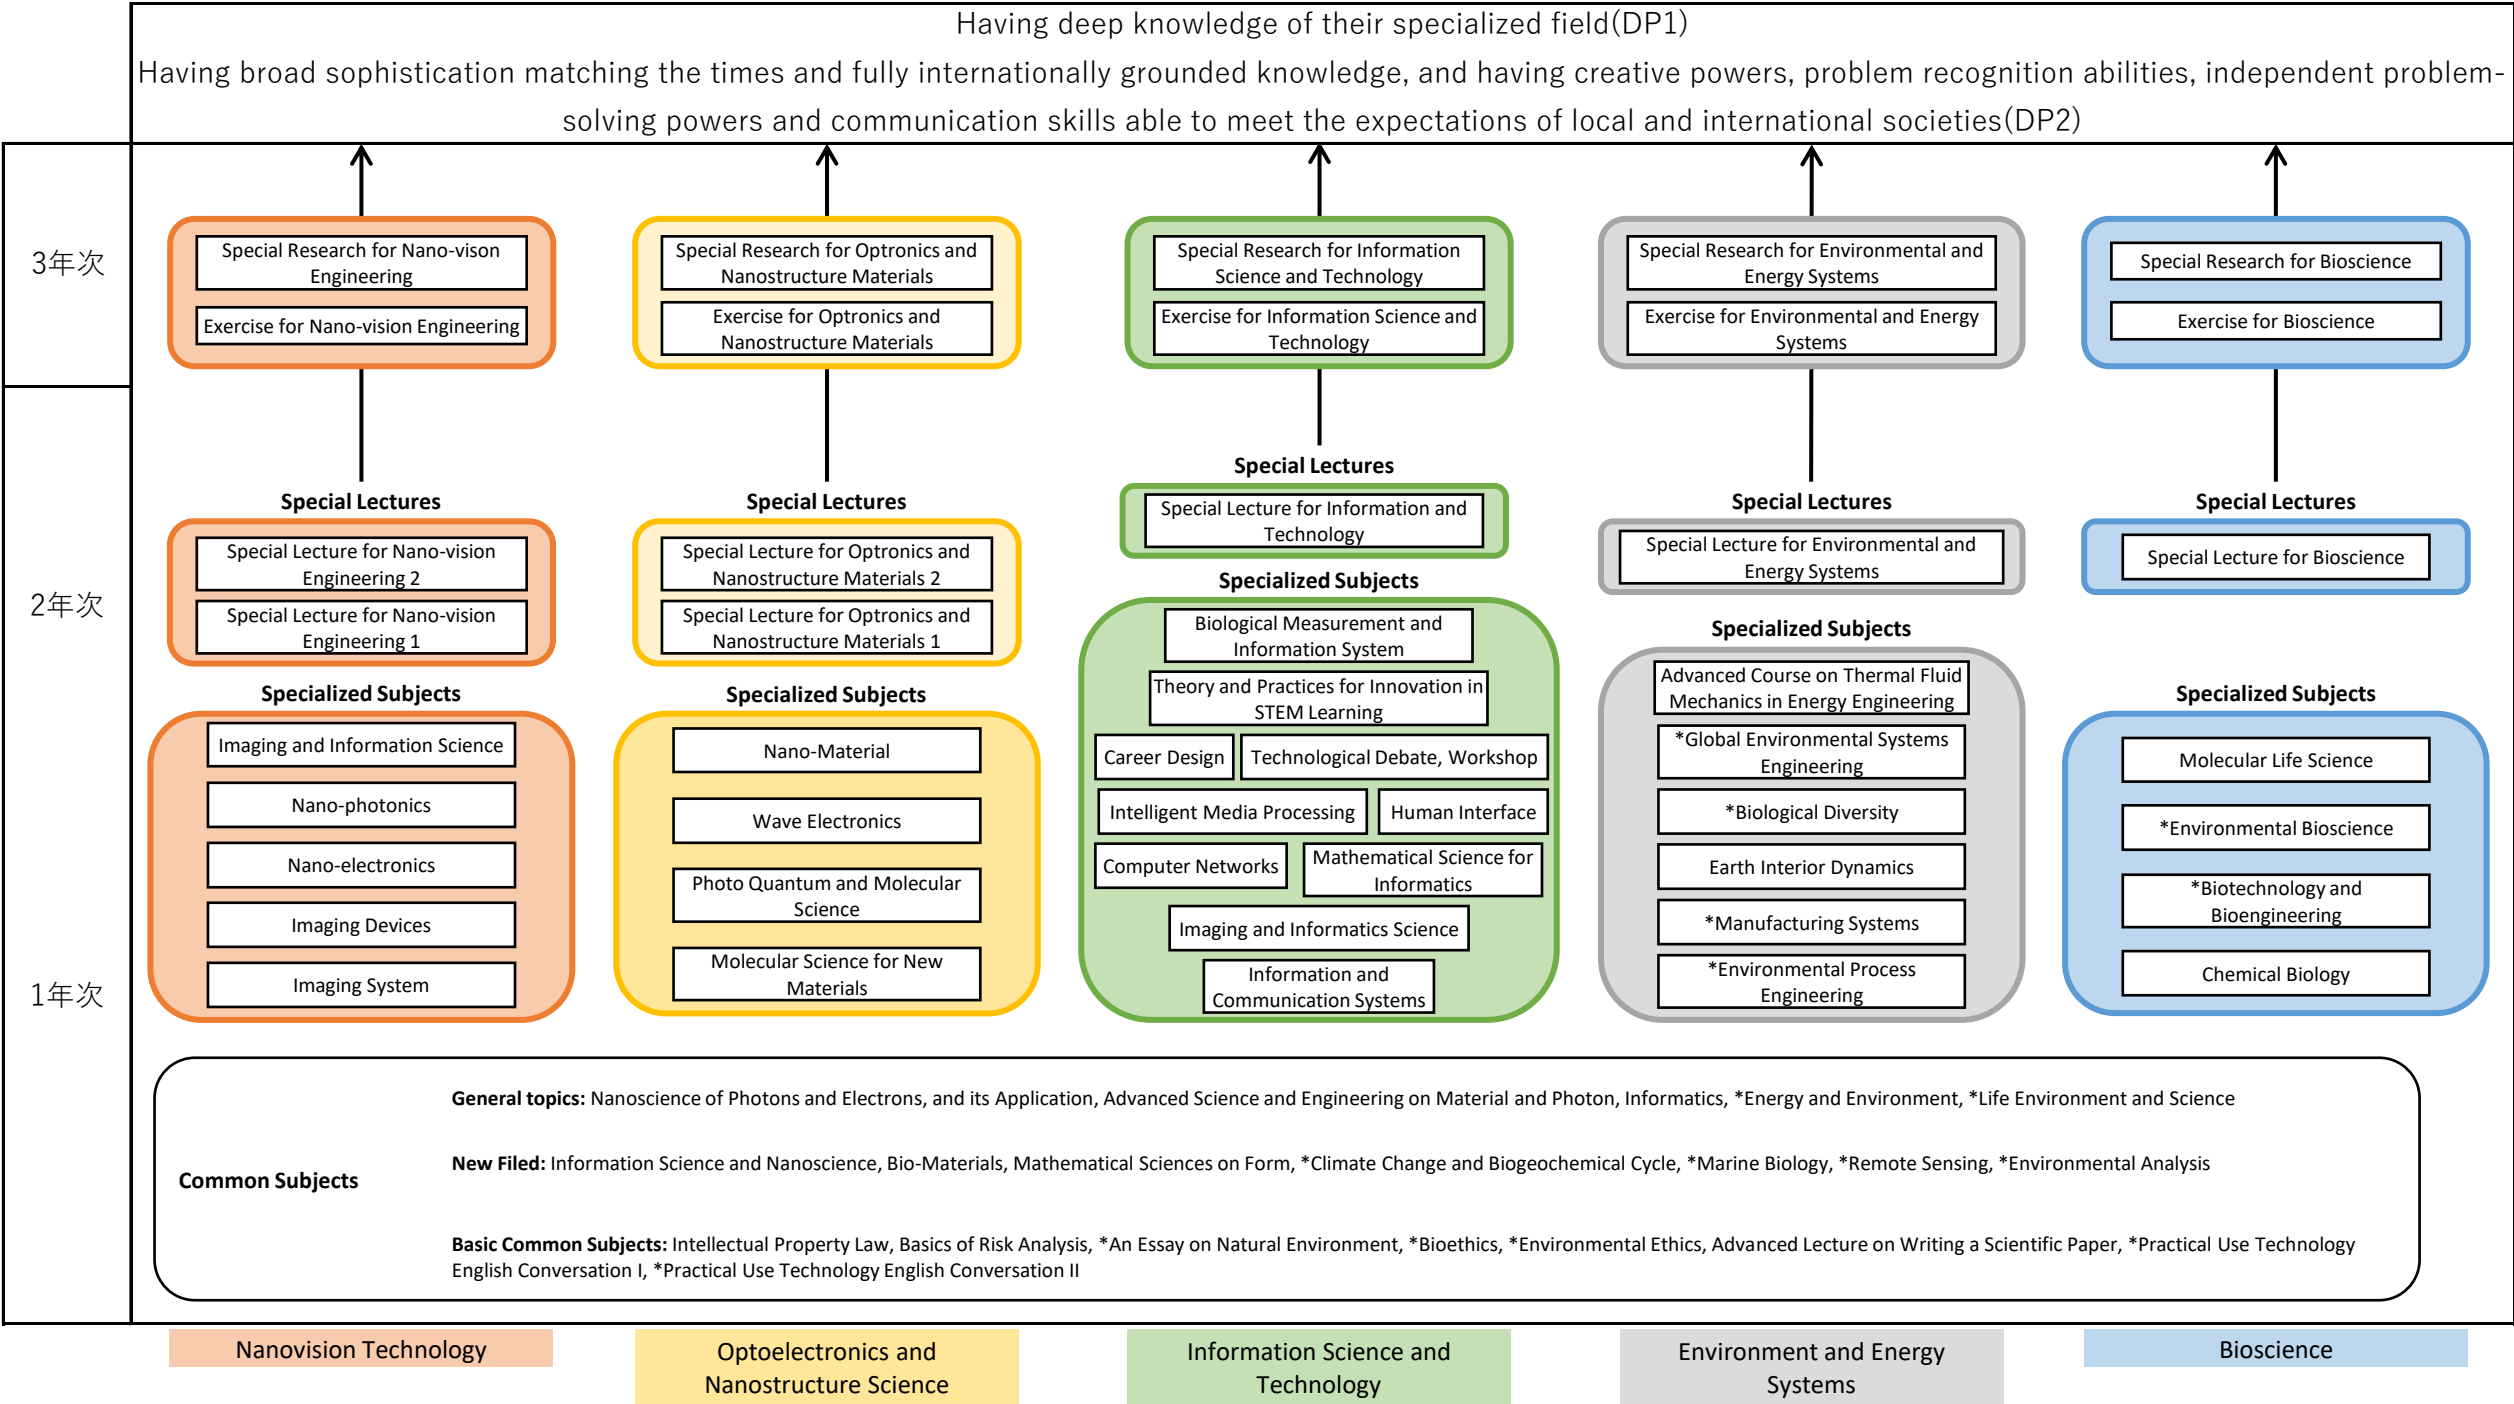 Having deep knowledge of their specialized field(DP1)
Having broad sophistication matching the times and fully internationally grounded knowledge, and having creative powers, problem recognition abilities, independent problem-
solving powers and communication skills able to meet the expectations of local and international societies(DP2)
3年次
Special Research for Nano-vison
Engineering
Exercise for Nano-vision Engineering
Special Research for Optronics and
Nanostructure Materials
Exercise for Optronics and
Nanostructure Materials
Special Research for Information
Science and Technology
Exercise for Information Science and
Technology
Special Research for Environmental and
Energy Systems
Exercise for Environmental and Energy
Systems
Special Research for Bioscience
Exercise for Bioscience
2年次
1年次
Special Lectures
Special Lecture for Nano-vision
Engineering 2
Special Lecture for Nano-vision
Engineering 1
Specialized Subjects
Imaging and Information Science
Nano-photonics
Nano-electronics
Imaging Devices
Imaging System
Special Lectures
Special Lecture for Optronics and
Nanostructure Materials 2
Special Lecture for Optronics and
Nanostructure Materials 1
Specialized Subjects
Nano-Material
Wave Electronics
Photo Quantum and Molecular
Science
Molecular Science for New
Materials
Special Lectures
Special Lecture for Information and
Technology
Specialized Subjects
Biological Measurement and
Information System
Theory and Practices for Innovation in
STEM Learning
Career Design
Technological Debate, Workshop
Intelligent Media Processing
Human Interface
Computer Networks
Mathematical Science for
Informatics
Imaging and Informatics Science
Information and
Communication Systems
Special Lectures
Special Lecture for Environmental and
Energy Systems
Specialized Subjects
Advanced Course on Thermal Fluid
Mechanics in Energy Engineering
*Global Environmental Systems
Engineering
*Biological Diversity
Earth Interior Dynamics
*Manufacturing Systems
*Environmental Process
Engineering
Special Lectures
Special Lecture for Bioscience
Specialized Subjects
Molecular Life Science
*Environmental Bioscience
*Biotechnology and
Bioengineering
Chemical Biology
Common Subjects
General topics: Nanoscience of Photons and Electrons, and its Application, Advanced Science and Engineering on Material and Photon, Informatics, *Energy and Environment, *Life Environment and Science
New Filed: Information Science and Nanoscience, Bio-Materials, Mathematical Sciences on Form, *Climate Change and Biogeochemical Cycle, *Marine Biology, *Remote Sensing, *Environmental Analysis
Basic Common Subjects: Intellectual Property Law, Basics of Risk Analysis, *An Essay on Natural Environment, *Bioethics, *Environmental Ethics, Advanced Lecture on Writing a Scientific Paper, *Practical Use Technology
English Conversation I, *Practical Use Technology English Conversation II
Nanovision Technology
Optoelectronics and
Nanostructure Science
Information Science and
Technology
Environment and Energy
Systems
Bioscience